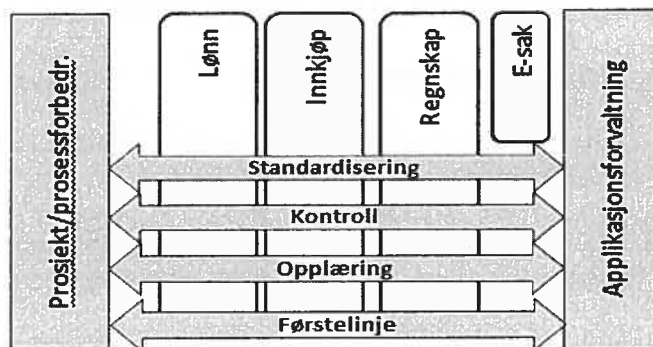 Prosjekt/prosessforbedr.
Lønn
Innkjøp
Regnskap
E-sak
Applikasjonsforvaltning
Standardisering
Kontroll
Opplæring
Førstelinje